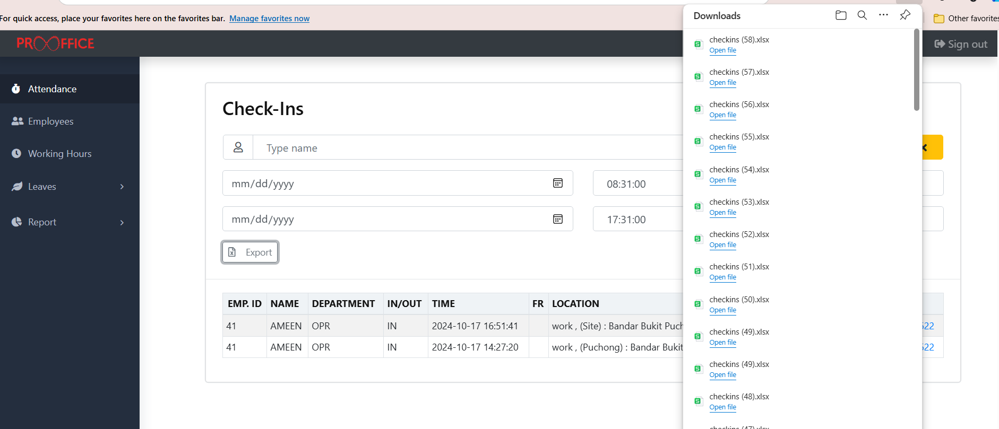 For quick access, place your favorites here on the favorites bar. Manage favorites now
Other favorites
PROOFFICE
Sign out
Attendance
Employees
Working Hours
Leaves
Report
Check-Ins
Type name
mm/dd/yyyy
08:31:00
mm/dd/yyyy
17:31:00
Export
EMP. ID NAME DEPARTMENT IN/OUT TIME FR LOCATION
41 AMEEN OPR IN 2024-10-17 16:51:41 work , (Site) : Bandar Bukit Puch 522
41 AMEEN OPR IN 2024-10-17 14:27:20 work , (Puchong) : Bandar Bukit 522
Downloads
checkins (58).xlsx
Open file
checkins (57).xlsx
Open file
checkins (56).xlsx
Open file
checkins (55).xlsx
Open file
checkins (54).xlsx
Open file
checkins (53).xlsx
Open file
checkins (52).xlsx
Open file
checkins (51).xlsx
Open file
checkins (50).xlsx
Open file
checkins (49).xlsx
Open file
checkins (49).xlsx
Open file
checkins (48).xlsx
Open file
checkins (47).xlsx